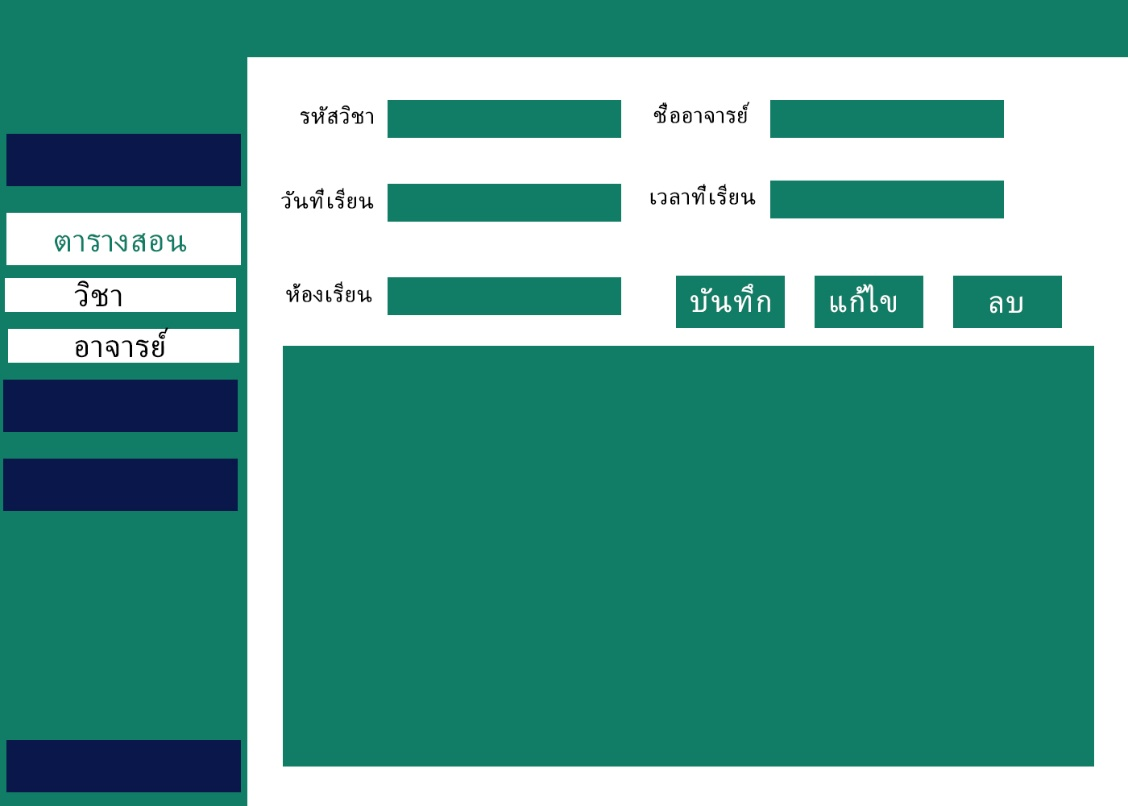 รหัสวิชา
ชื่ออาจารย์
วันที่เรียน
เวลาที่เรียน
ห้องเรียน
บันทึก
แก้ไข
ลบ
ตารางสอน
วิชา
อาจารย์